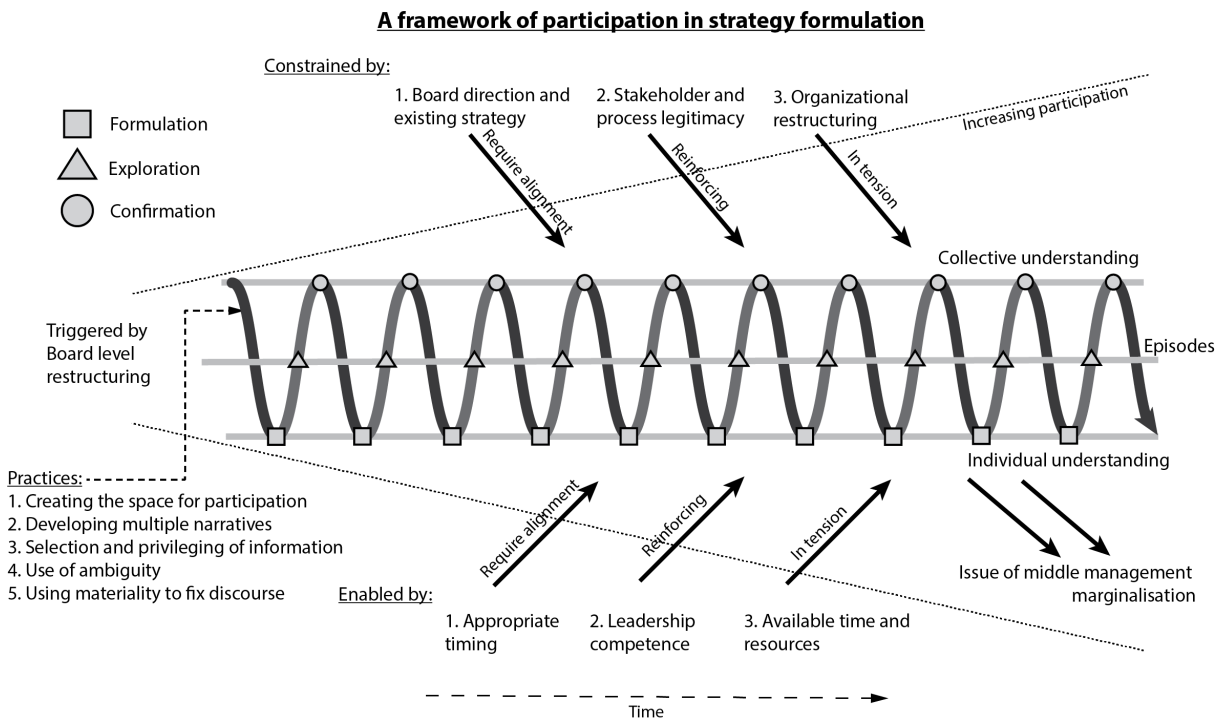 A framework of participation in strategy formulation
Constrained by:
1. Board direction and
existing strategy
2. Stakeholder and
process legitimacy
3. Organizational
restructuring
Increasing participation
Formulation
Exploration
Confirmation
Require alignment
Reinforcing
In tension
Collective understanding
Triggered by
Board level
restructuring
Episodes
Individual understanding
Practices:
1. Creating the space for participation
2. Developing multiple narratives
3. Selection and privileging of information
4. Use of ambiguity
5. Using materiality to fix discourse
Require alignment
Reinforcing
In tension
Issue of middle management
marginalisation
Enabled by:
1. Appropriate
timing
2. Leadership
competence
3. Available time and
resources
Time